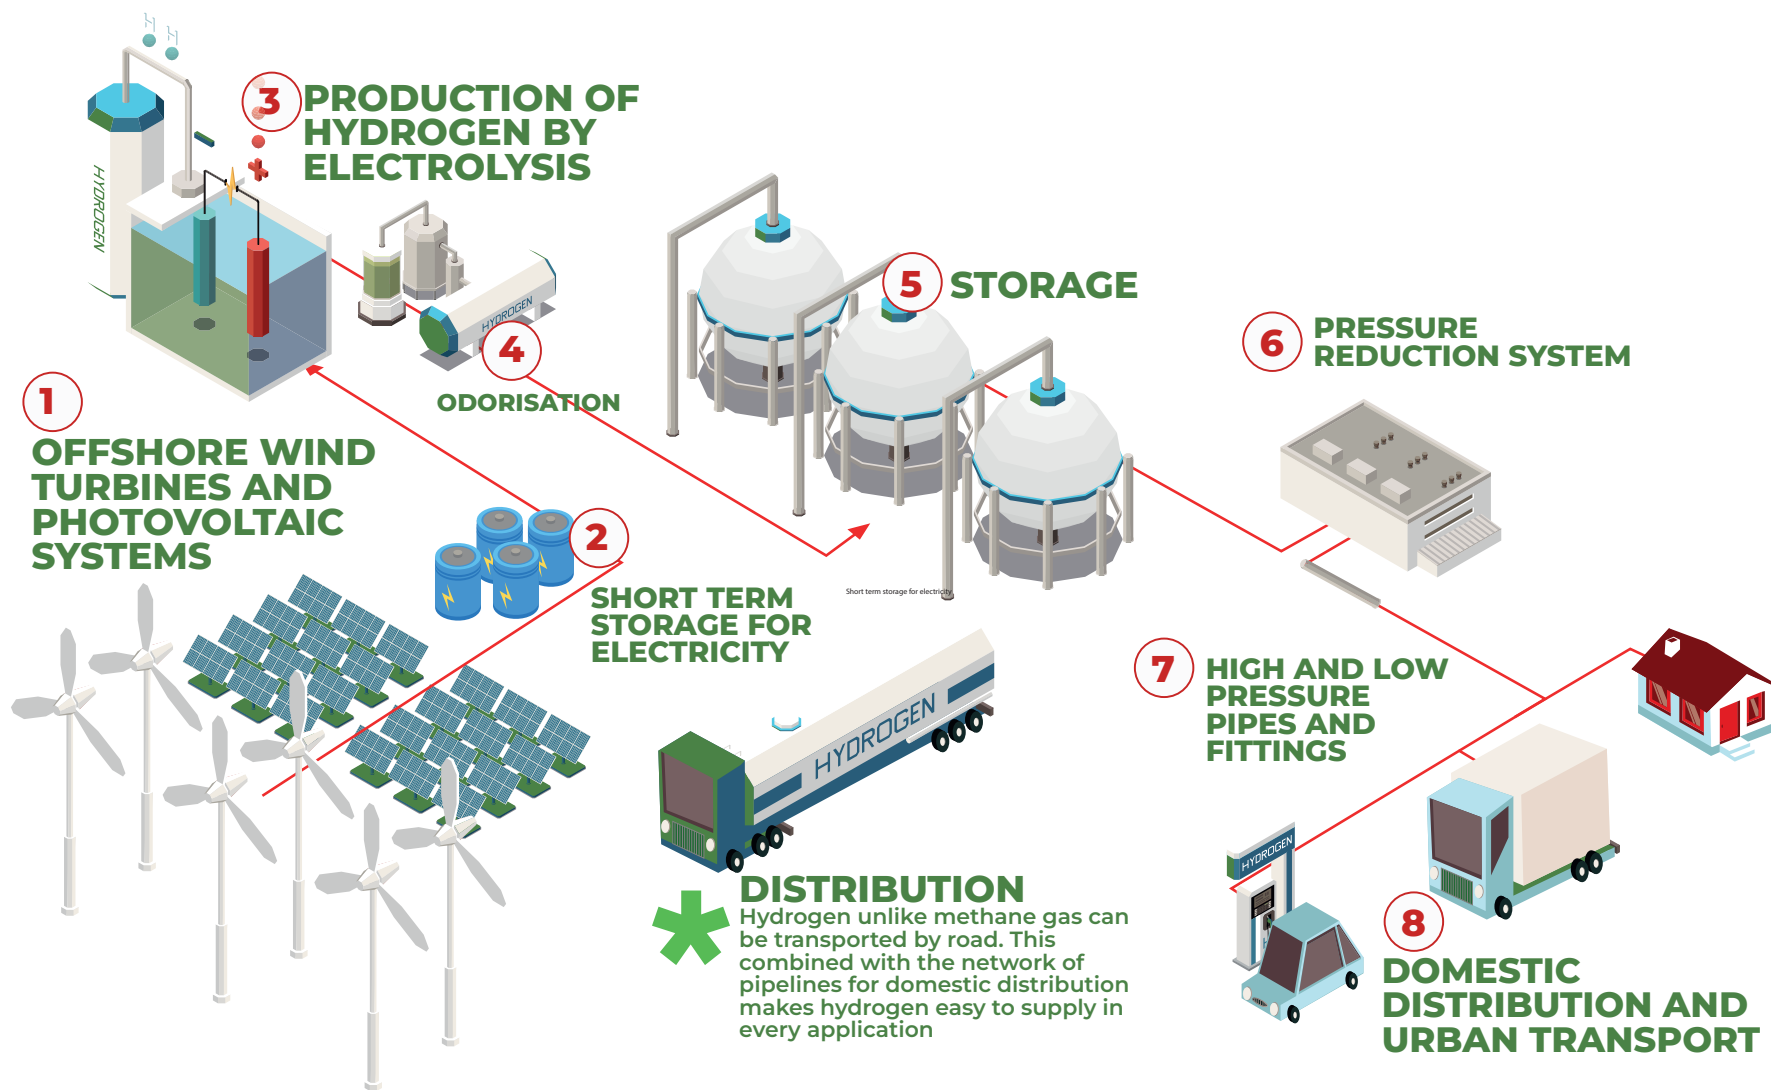 H H
3
PRODUCTION OF
HYDROGEN BY
ELECTROLYSIS
HYDROGEN
HYDROGEN
4
ODORISATION
5
STORAGE
6
PRESSURE
REDUCTION SYSTEM
1
OFFSHORE WIND
TURBINES AND
PHOTOVOLTAIC
SYSTEMS
2
SHORT TERM
STORAGE FOR
ELECTRICITY
Short term storage for electricity
7
HIGH AND LOW
PRESSURE
PIPES AND
FITTINGS
HYDROGEN
DISTRIBUTION
Hydrogen unlike methane gas can
be transported by road. This
combined with the network of
pipelines for domestic distribution
makes hydrogen easy to supply in
every application
HYDROGEN
8
DOMESTIC
DISTRIBUTION AND
URBAN TRANSPORT